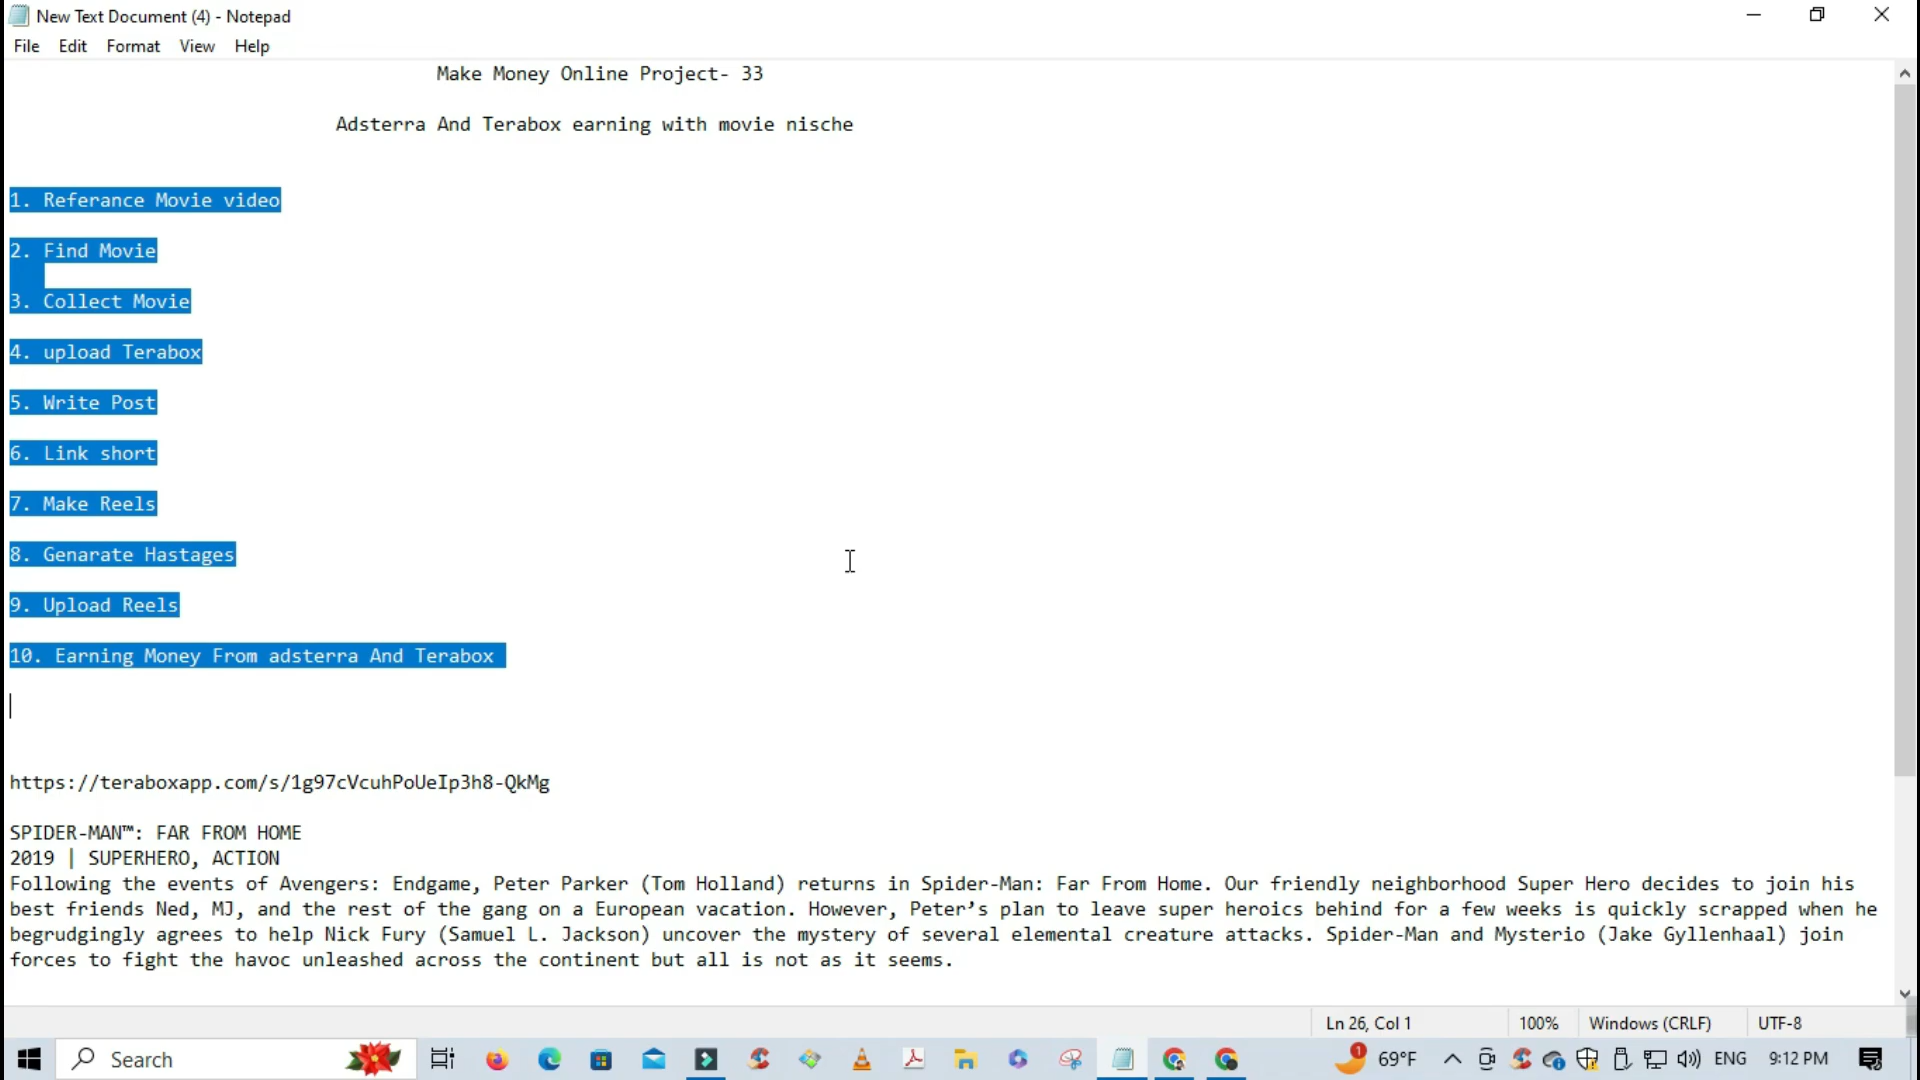 New Text Document (4) - Notepad
File Edit Format View Help
Make Money Online Project- 33
Adsterra And Terabox earning with movie nische
1. Referance Movie video
2. Find Movie
3. Collect Movie
4. upload Terabox
5. Write Post
6. Link short
7. Make Reels
8. Genarate Hastages
9. Upload Reels
10. Earning Money From adsterra And Terabox
https://teraboxapp.com/s/1g97cVcuhPoUeIp3h8-QkMg
SPIDER-MAN™: FAR FROM HOME
2019 | SUPERHERO, ACTION
Following the events of Avengers: Endgame, Peter Parker (Tom Holland) returns in Spider-Man: Far From Home. Our friendly neighborhood Super Hero decides to join his
best friends Ned, MJ, and the rest of the gang on a European vacation. However, Peter’s plan to leave super heroics behind for a few weeks is quickly scrapped when he
begrudgingly agrees to help Nick Fury (Samuel L. Jackson) uncover the mystery of several elemental creature attacks. Spider-Man and Mysterio (Jake Gyllenhaal) join
forces to fight the havoc unleashed across the continent but all is not as it seems.
Ln 26, Col 1 100% Windows (CRLF) UTF-8
Search 1 69°F ENG 9:12 PM